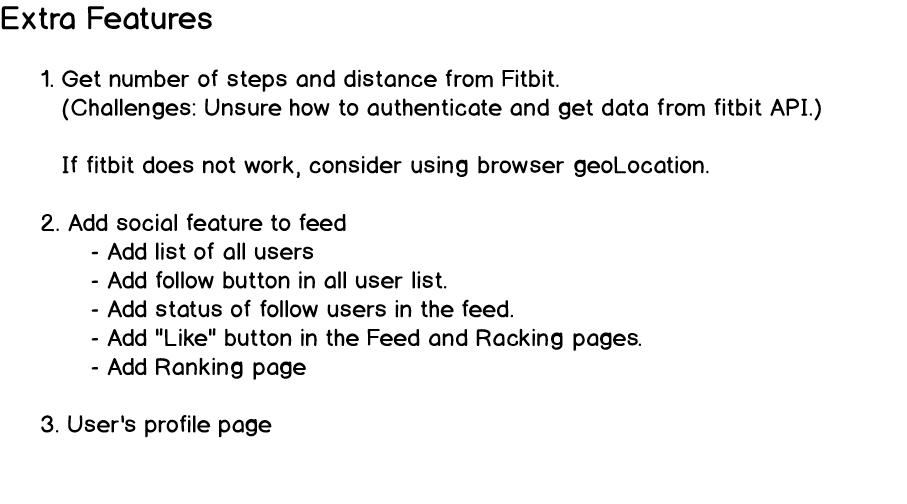 Extra Features
1. Get number of steps and distance from Fitbit.
(Challenges: Unsure how to authenticate and get data from fitbit API.)
If fitbit does not work, consider using browser geoLocation.
2. Add social feature to feed
- Add list of all users
- Add follow button in all user list.
- Add status of follow users in the feed.
- Add "Like" button in the Feed and Racking pages.
- Add Ranking page
3. User's profile page